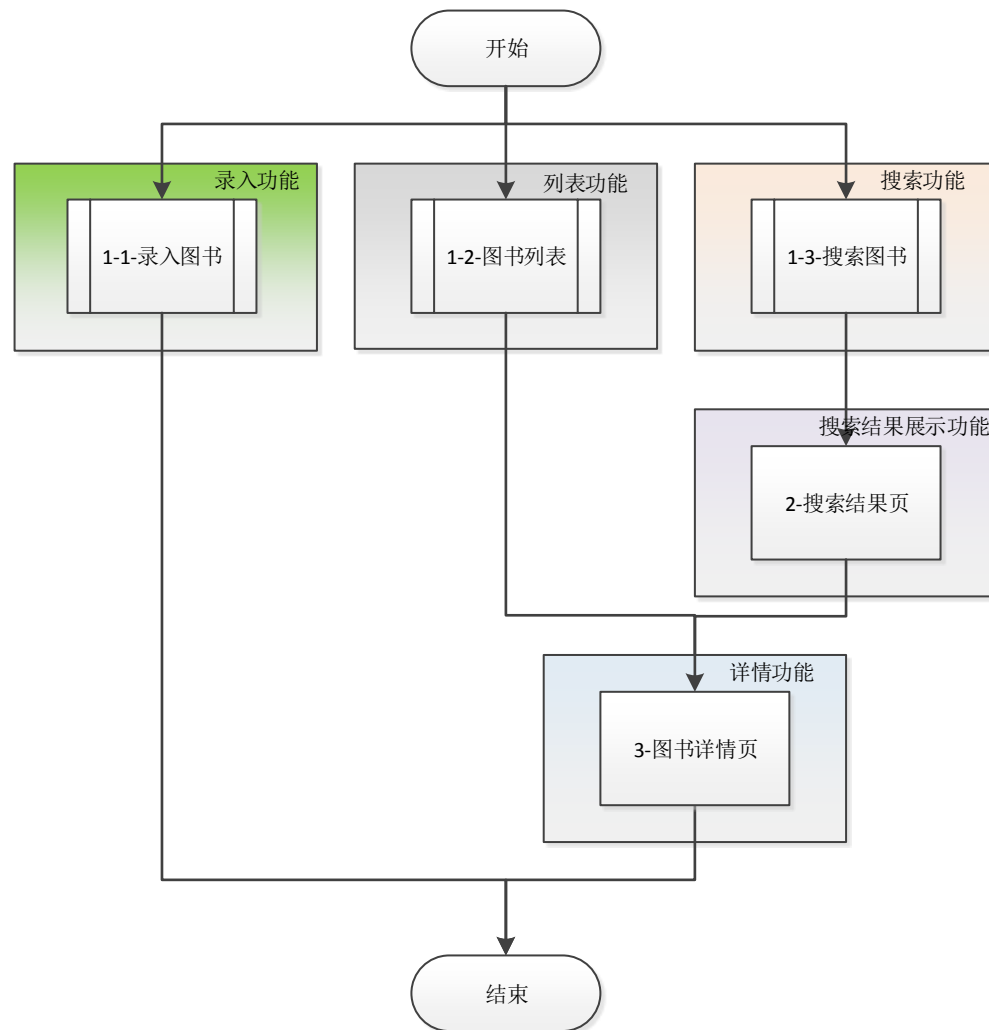 开始
录入功能
列表功能
搜索功能
1-1-录入图书
1-2-图书列表
1-3-搜索图书
搜索结果展示功能
2-搜索结果页
详情功能
3-图书详情页
结束